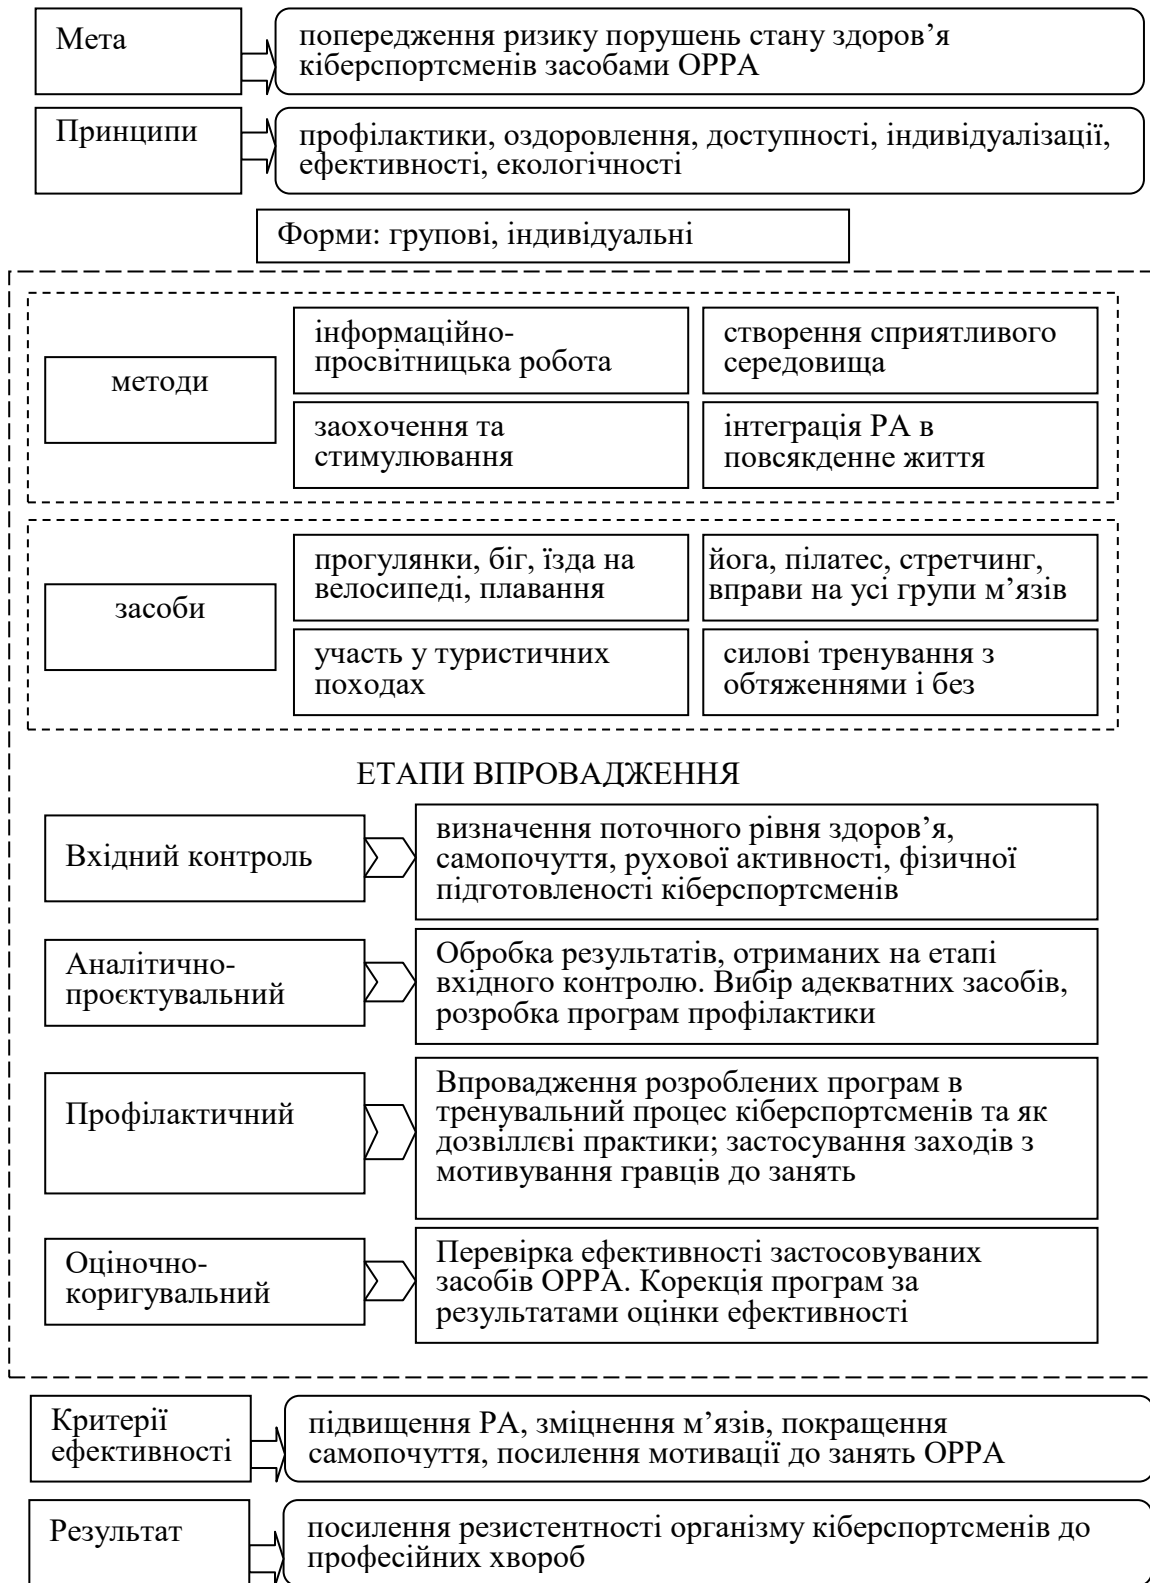 Мета
попередження ризику порушень стану здоров’я
кіберспортсменів засобами ОРРА
Принципи
профілактики, оздоровлення, доступності, індивідуалізації,
ефективності, екологічності
Форми: групові, індивідуальні
методи
інформаційно-
просвітницька робота
створення сприятливого
середовища
заохочення та
стимулювання
інтеграція РА в
повсякденне життя
засоби
прогулянки, біг, їзда на
велосипеді, плавання
йога, пілатес, стретчинг,
вправи на усі групи м’язів
участь у туристичних
походах
силові тренування з
обтяженнями і без
ЕТАПИ ВПРОВАДЖЕННЯ
Вхідний контроль
визначення поточного рівня здоров’я,
самопочуття, рухової активності, фізичної
підготовленості кіберспортсменів
Аналітично-
проєктувальний
Обробка результатів, отриманих на етапі
вхідного контролю. Вибір адекватних засобів,
розробка програм профілактики
Профілактичний
Впровадження розроблених програм в
тренувальний процес кіберспортсменів та як
дозвіллєві практики; застосування заходів з
мотивування гравців до занять
Оціночно-
коригувальний
Перевірка ефективності застосовуваних
засобів ОРРА. Корекція програм за
результатами оцінки ефективності
Критерії
ефективності
підвищення РА, зміцнення м’язів, покращення
самопочуття, посилення мотивації до занять ОРРА
Результат
посилення резистентності організму кіберспортсменів до
професійних хвороб